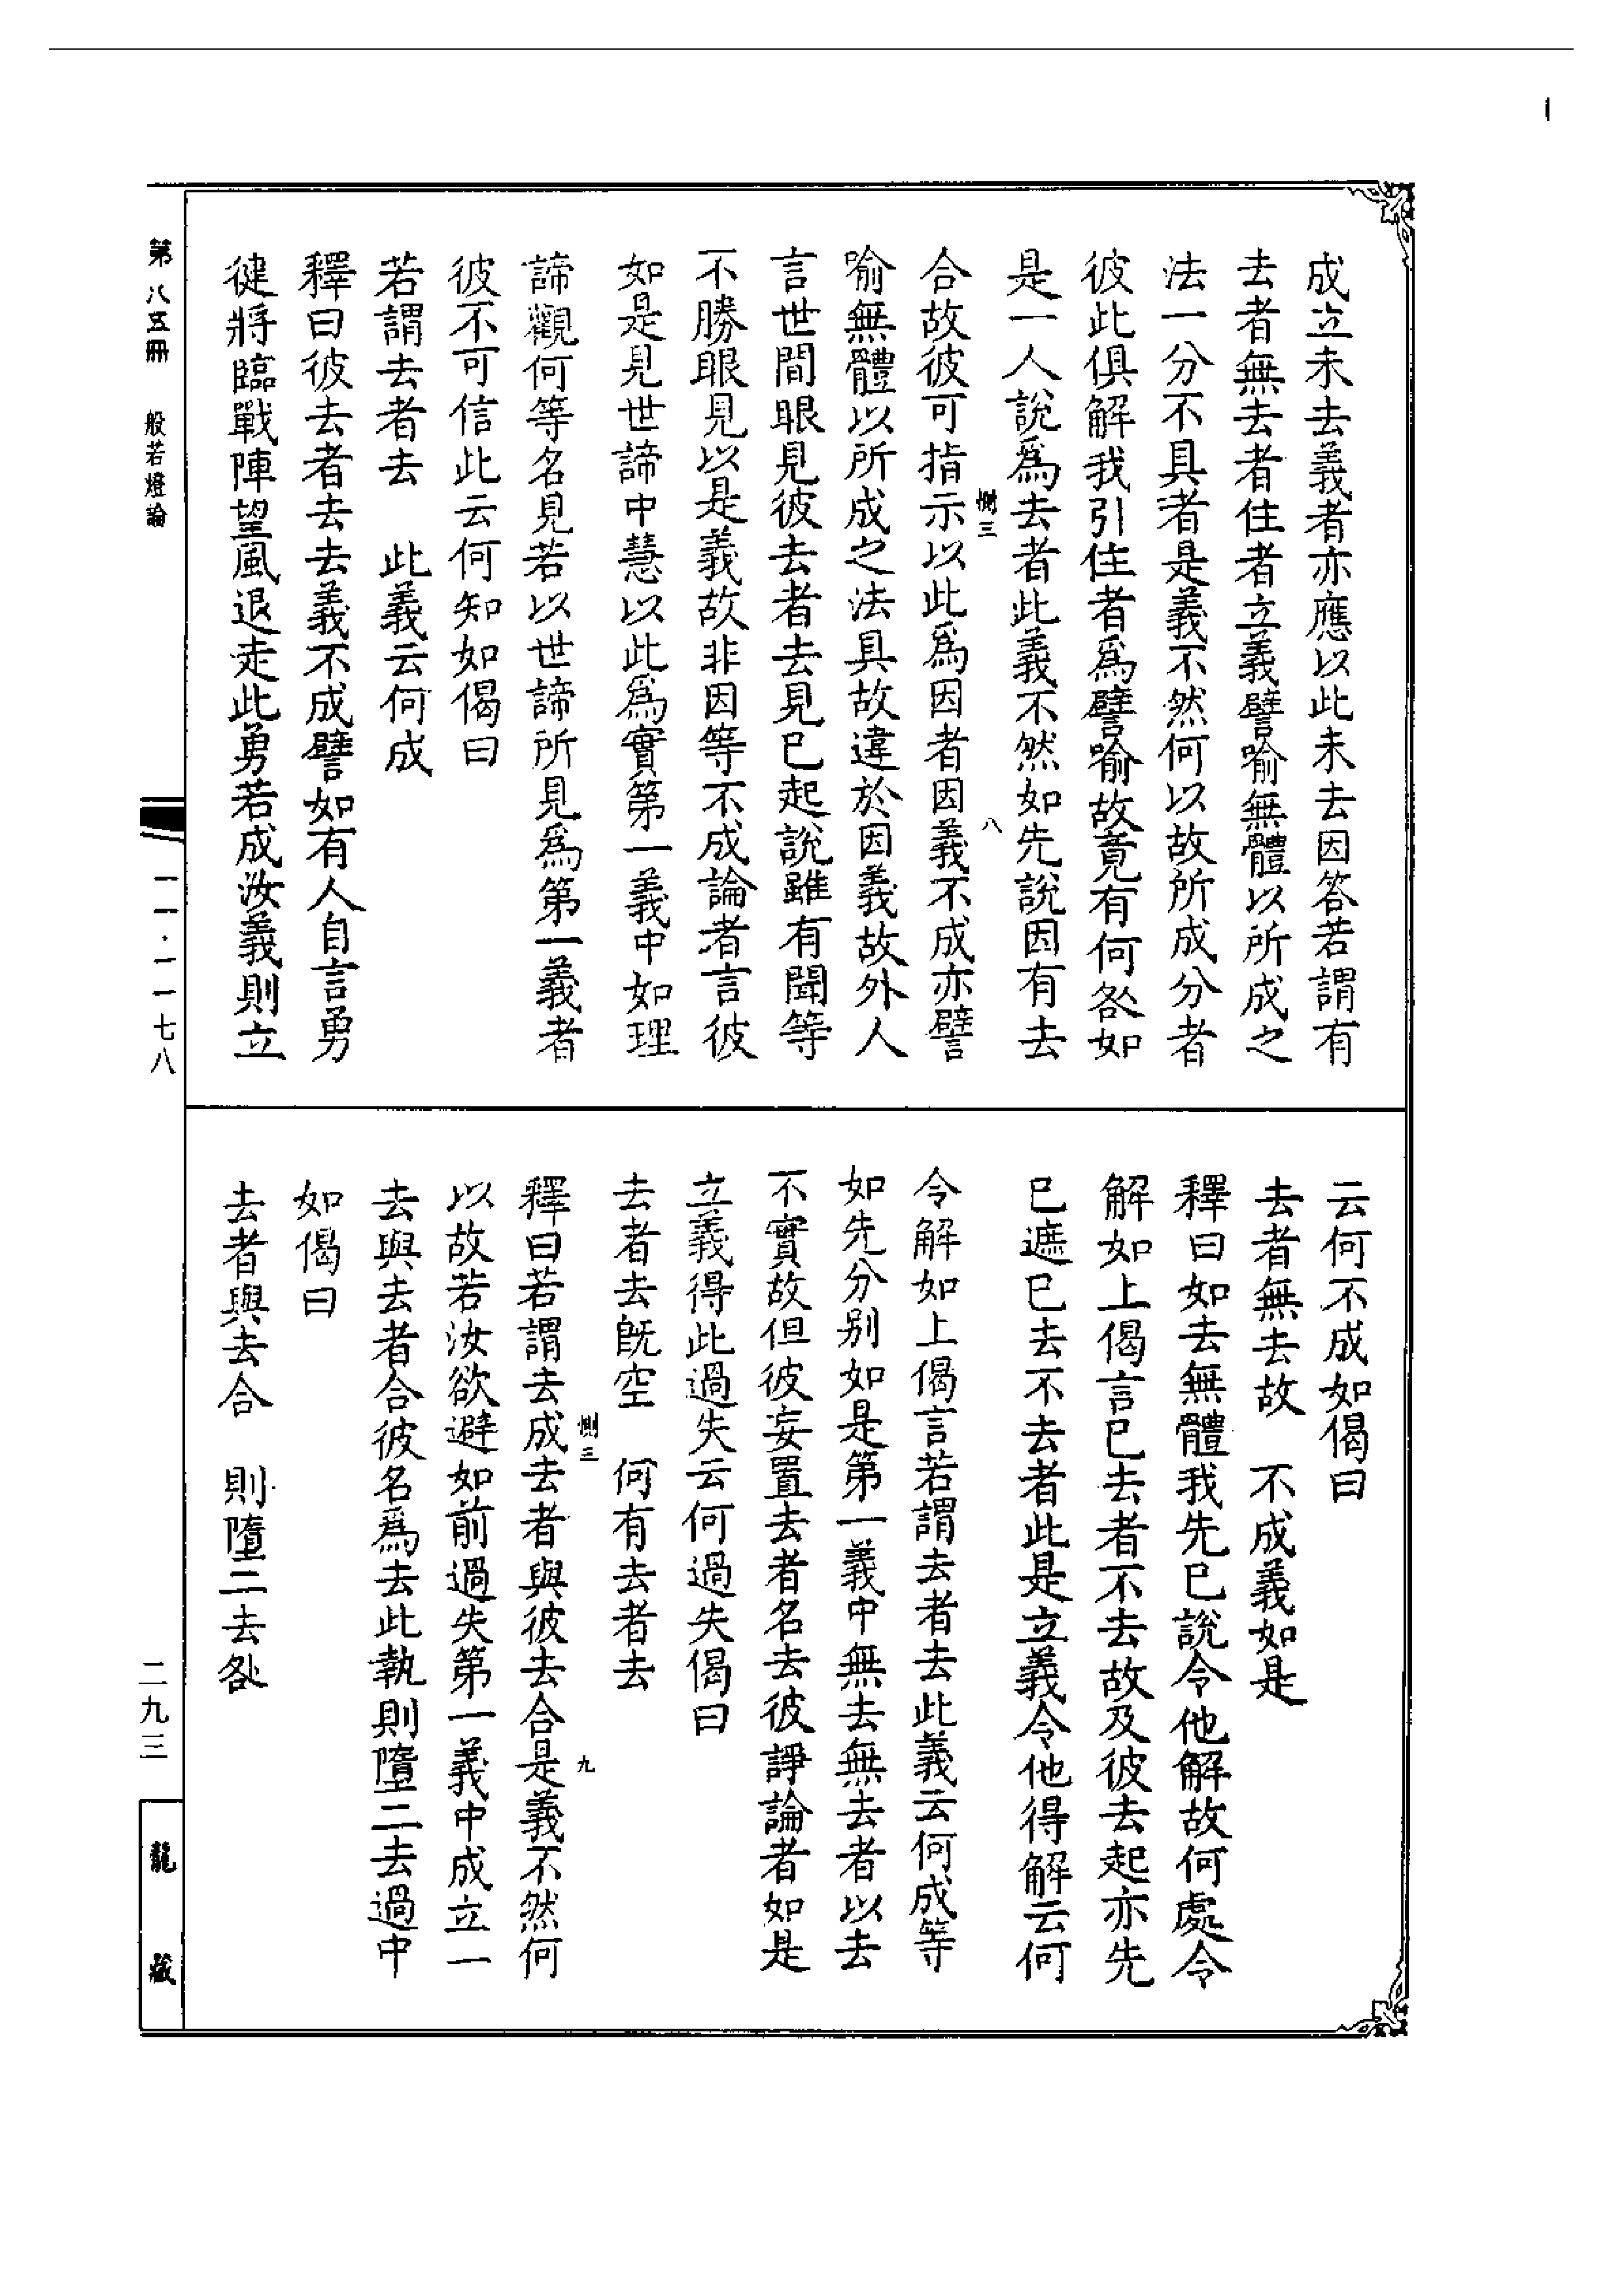 成立未去義者亦應以此未去因答若謂有
去者無去者住者立義譬喻無體以所成之
法一分不具者是義不然何以故所成分者
彼此俱解我引住者爲譬喻故竟有何咎如
是一人說爲去者此義不然如先說因有去
惻三
八
合故彼可指示以此爲因者因義不成亦譬
喻無體以所成之法具故違於因義故外人
言世間眼見彼去者去見已起說雖有聞等
不勝眼見以是義故非因等不成論者言彼
如是見世諦中慧以此爲實第一義中如理
諦觀何等名見若以世諦所見爲第一義者
彼不可信此云何知如偈曰
若謂去者去　此義云何成
釋曰彼去者去去義不成譬如有人自言勇
健將臨戰陣望風退走此勇若成汝義則立
云何不成如偈曰
去者無去故　不成義如是
釋曰如去無體我先已說令他解故何處令
解如上偈言已去者不去故及彼去起亦先
已遮已去不去者此是立義令他得解云何
令解如上偈言若謂去者去此義云何成等
如先分別如是第一義中無去無去者以去
不實故但彼妄置去者名去彼諍論者如是
立義得此過失云何過失偈曰
去者去旣空　何有去者去
惻三
九
釋曰若謂去成去者與彼去合是義不然何
以故若汝欲避如前過失第一義中成立一
去與去者合彼名爲去此執則墮二去過中
如偈曰
去者與去合　則墮二去咎
第八五冊　般若燈論
一一·一一七八
二九三
龍藏